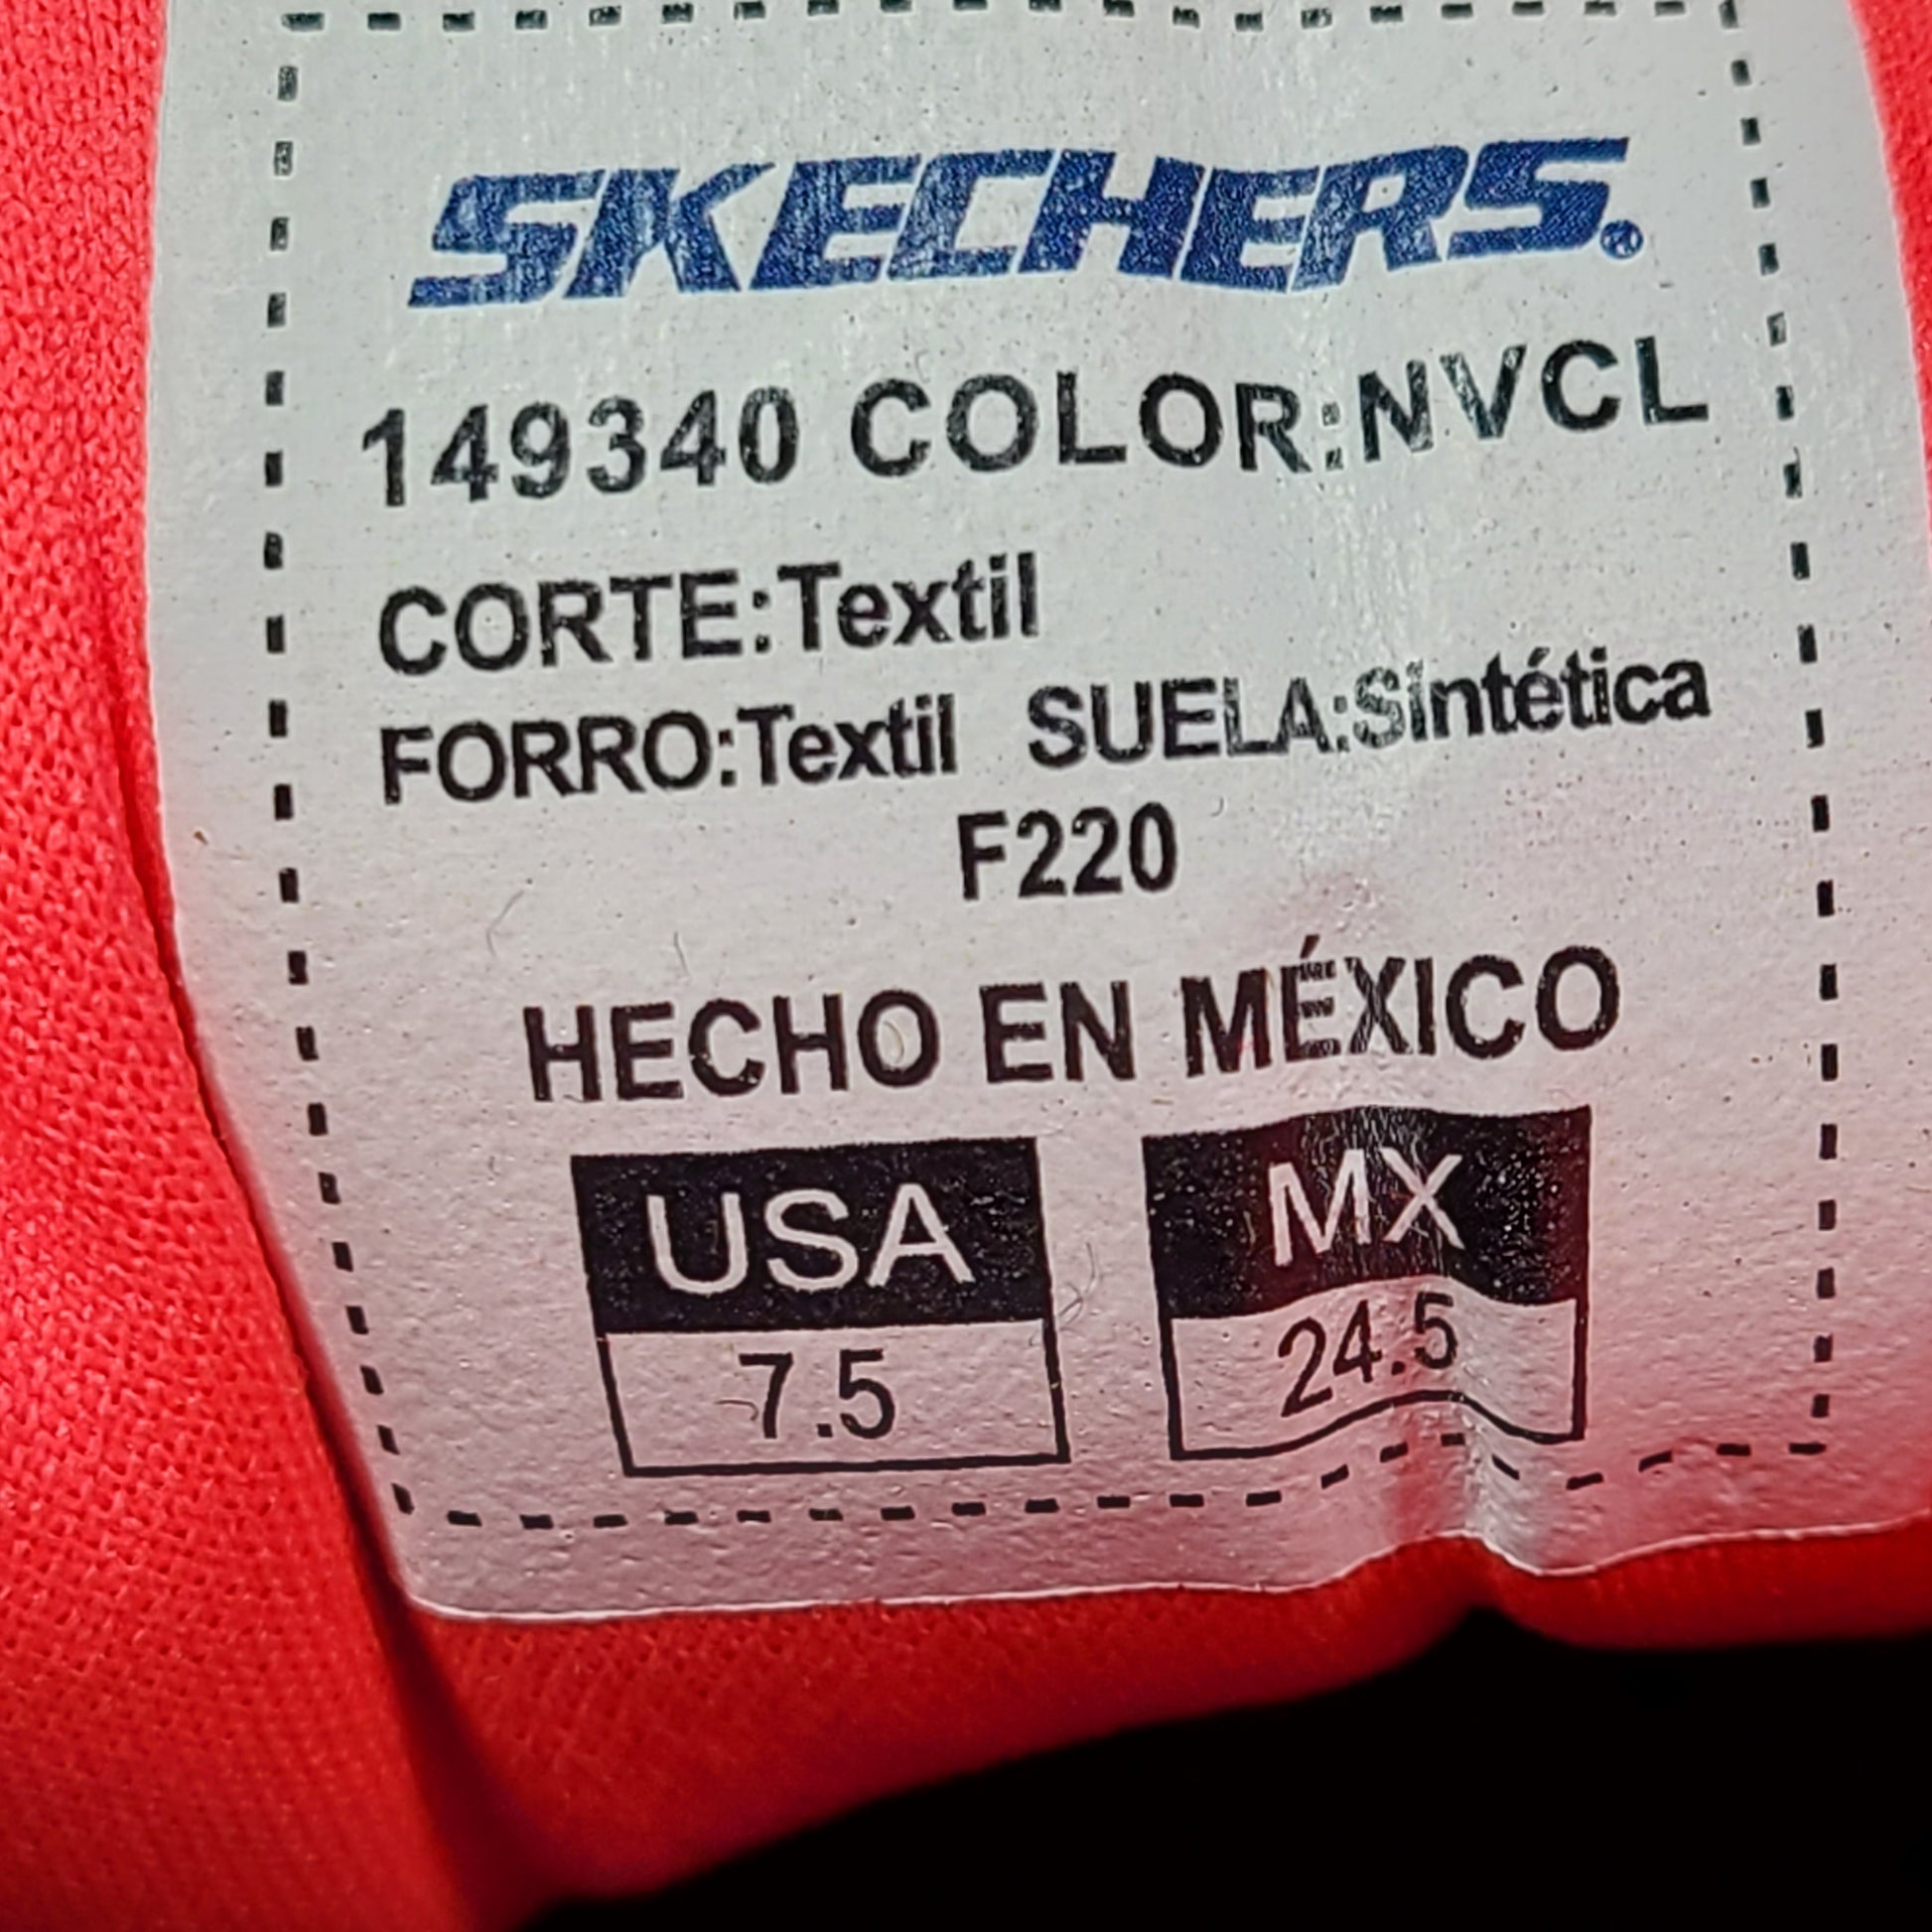 SKECHERS®
149340 COLOR:NVCL
CORTE:Textil
FORRO:Textil SUELA:Sintética
F220
HECHO EN MÉXICO
USA MX
7.5 24.5